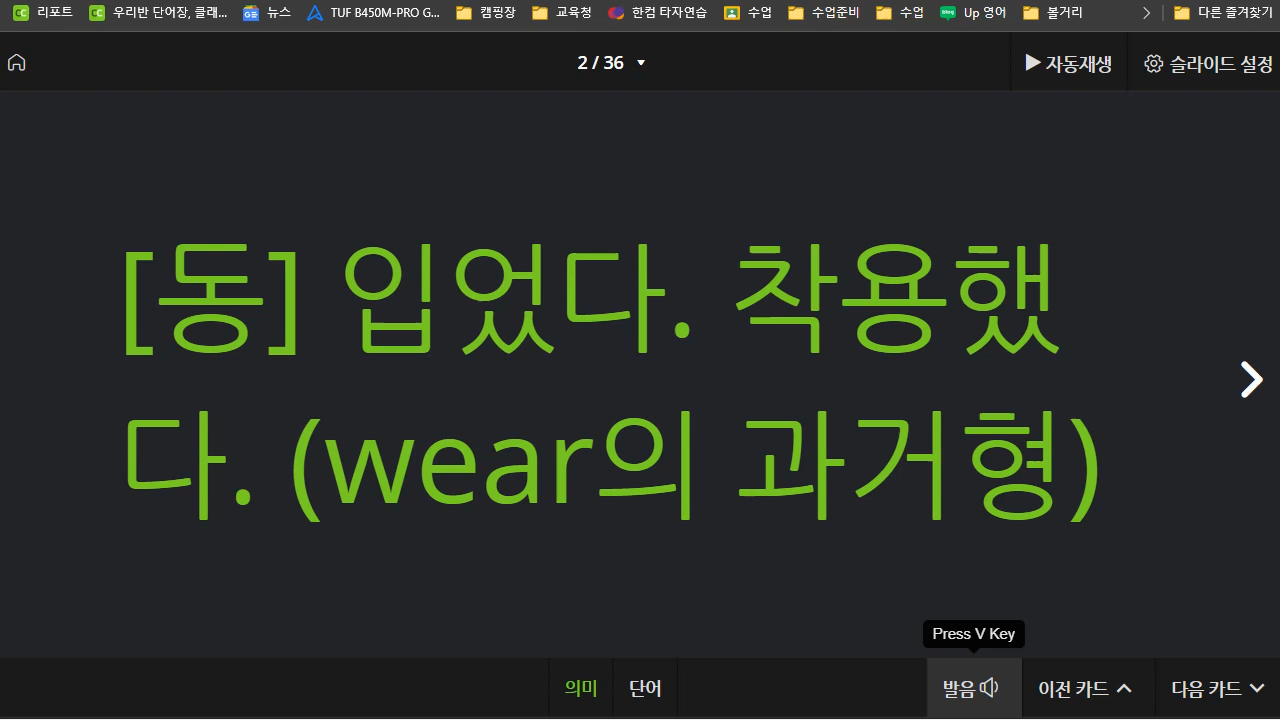 리포트 우리반 단어장, 클래... 뉴스 TUF B450M-PRO G... 캠핑장 교육청 한컴 타자연습 수업 수업준비 수업 Up 영어 볼거리 다른 즐겨찾기
2 / 36 자동재생 슬라이드 설정
[동] 입었다. 착용했
다. (wear의 과거형)
Press V Key
의미 단어 발음 이전 카드 다음 카드